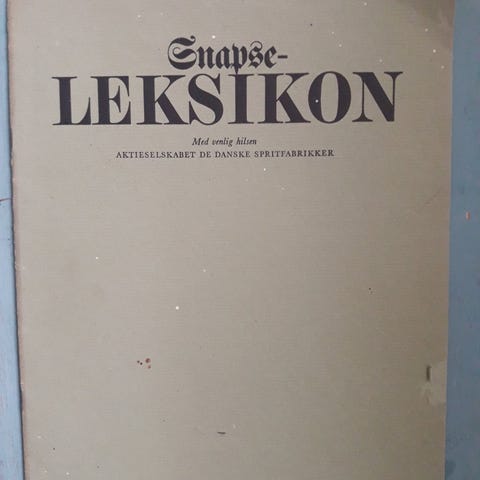 Snapse-
LEKSIKON
Med venlig hilsen
AKTIESELSKABET DE DANSKE SPRITFABRIKKER